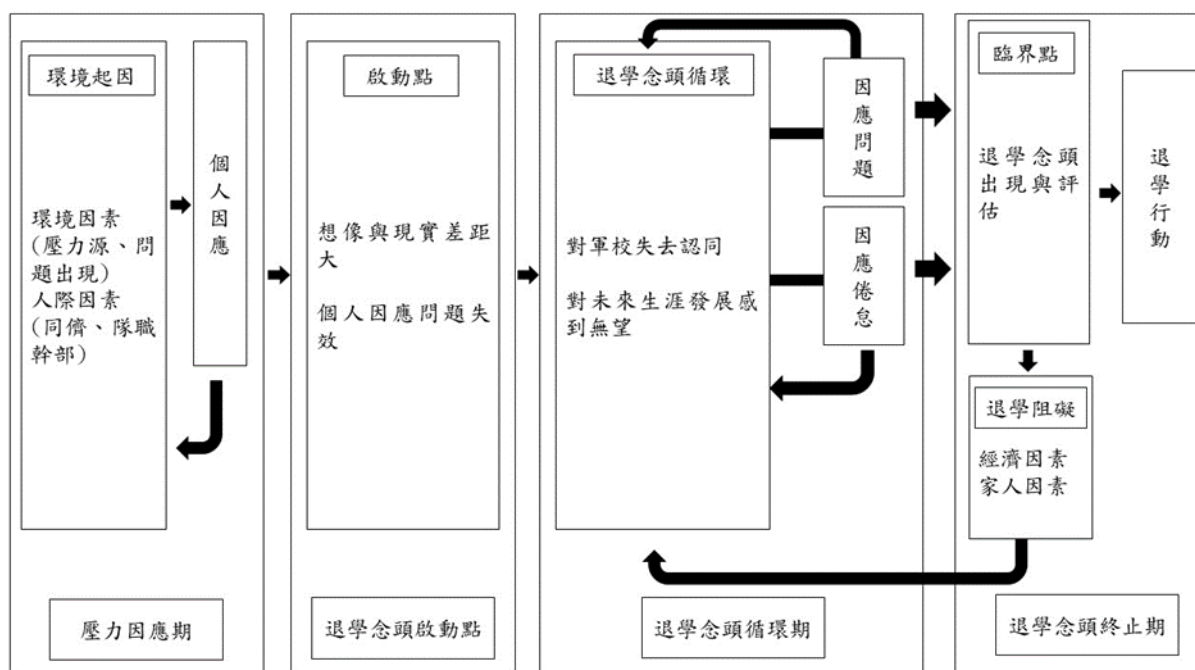 環境起因
環境因素
(壓力源、問
題出現)
人際因素
(同儕、隊職
幹部)
個人因應
壓力因應期
啟動點
想像與現實差距
大
個人因應問題失
效
退學念頭啟動點
退學念頭循環
對軍校失去認同
對未來生涯發展感
到無望
因應問題
因應倦怠
退學念頭循環期
臨界點
退學念頭
出現與評
估
退學行動
退學阻礙
經濟因素
家人因素
退學念頭終止期